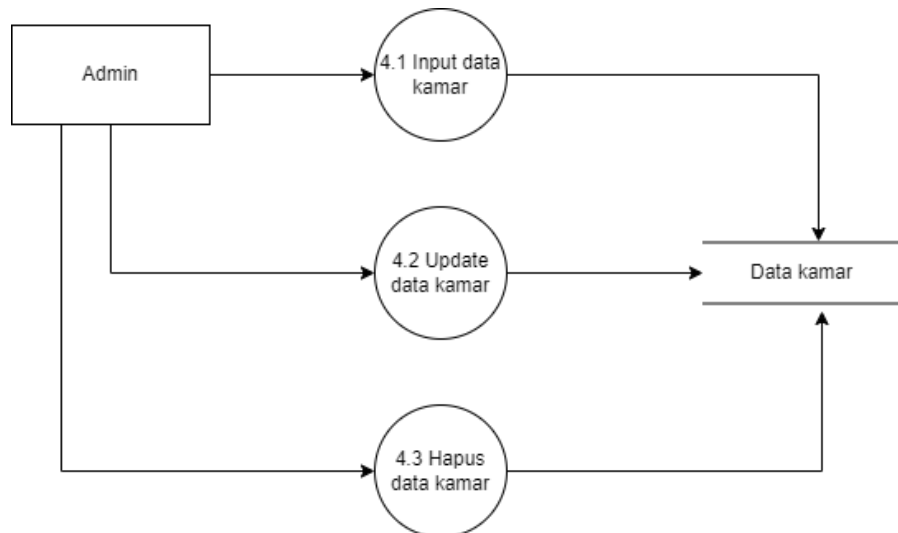 Admin
4.1 Input data
kamar
4.2 Update
data kamar
Data kamar
4.3 Hapus
data kamar